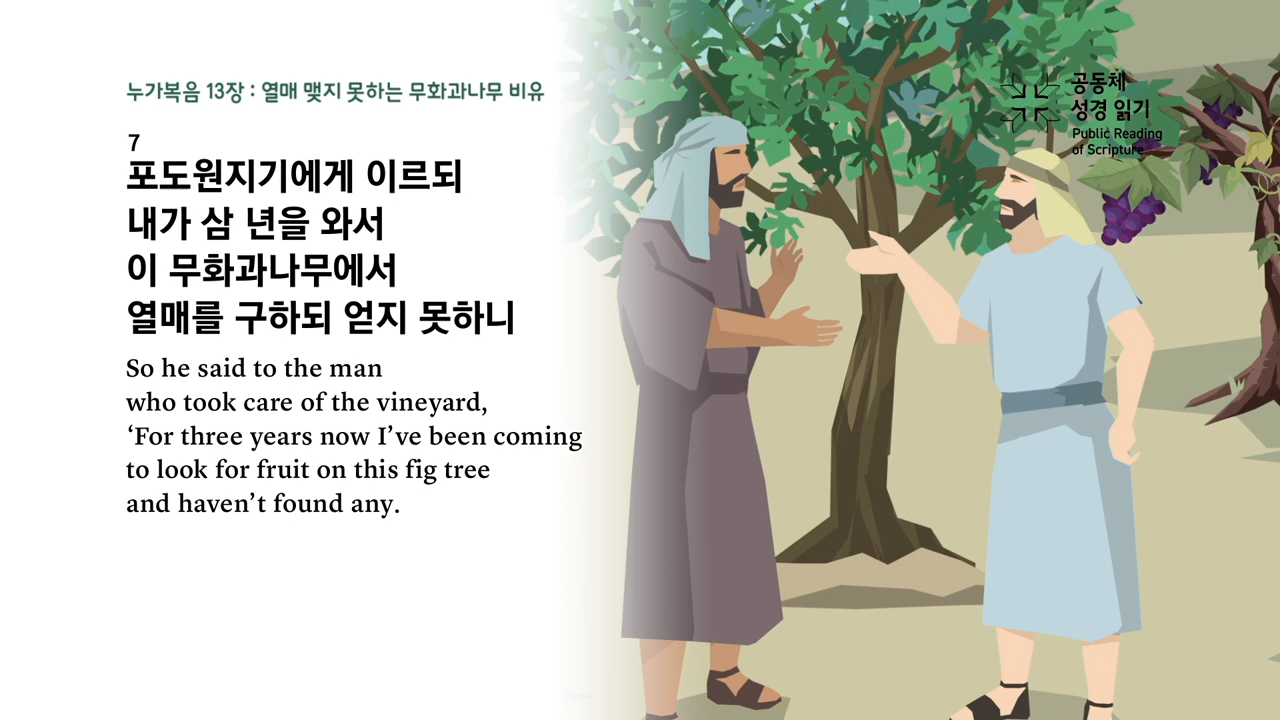 누가복음 13장 : 열매 맺지 못하는 무화과나무 비유
7
포도원지기에게 이르되
내가 삼 년을 와서
이 무화과나무에서
열매를 구하되 얻지 못하니
So he said to the man
who took care of the vineyard,
‘For three years now I’ve been coming
to look for fruit on this fig tree
and haven’t found any.
공동체
성경 읽기
Public Reading
of Scripture